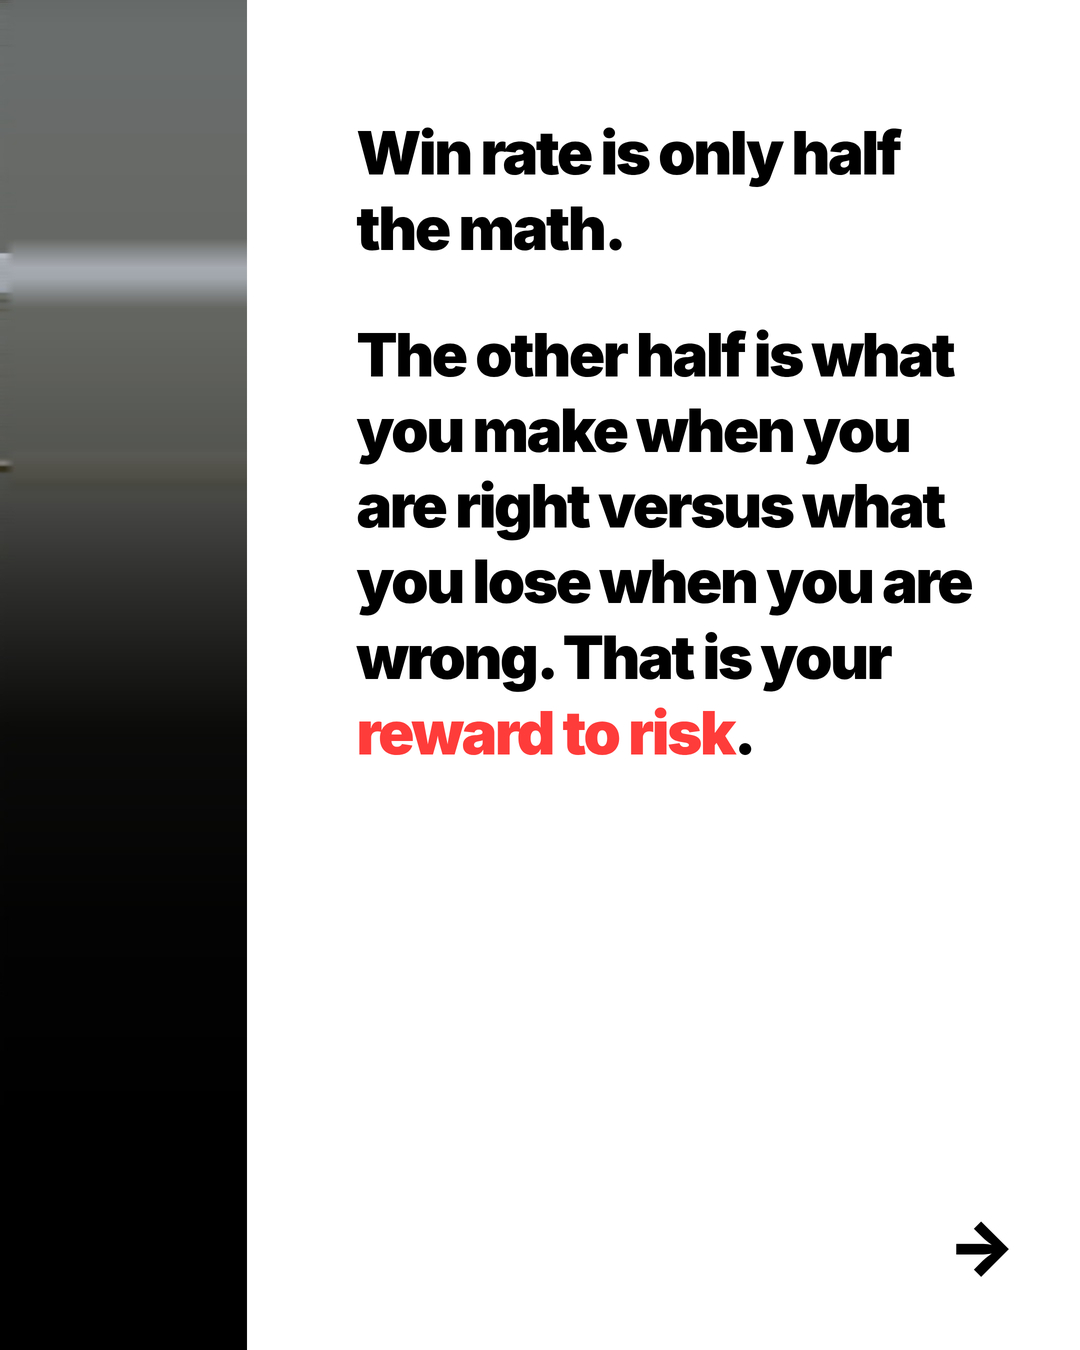 Win rate is only half
the math.
The other half is what
you make when you
are right versus what
you lose when you are
wrong. That is your
reward to risk.